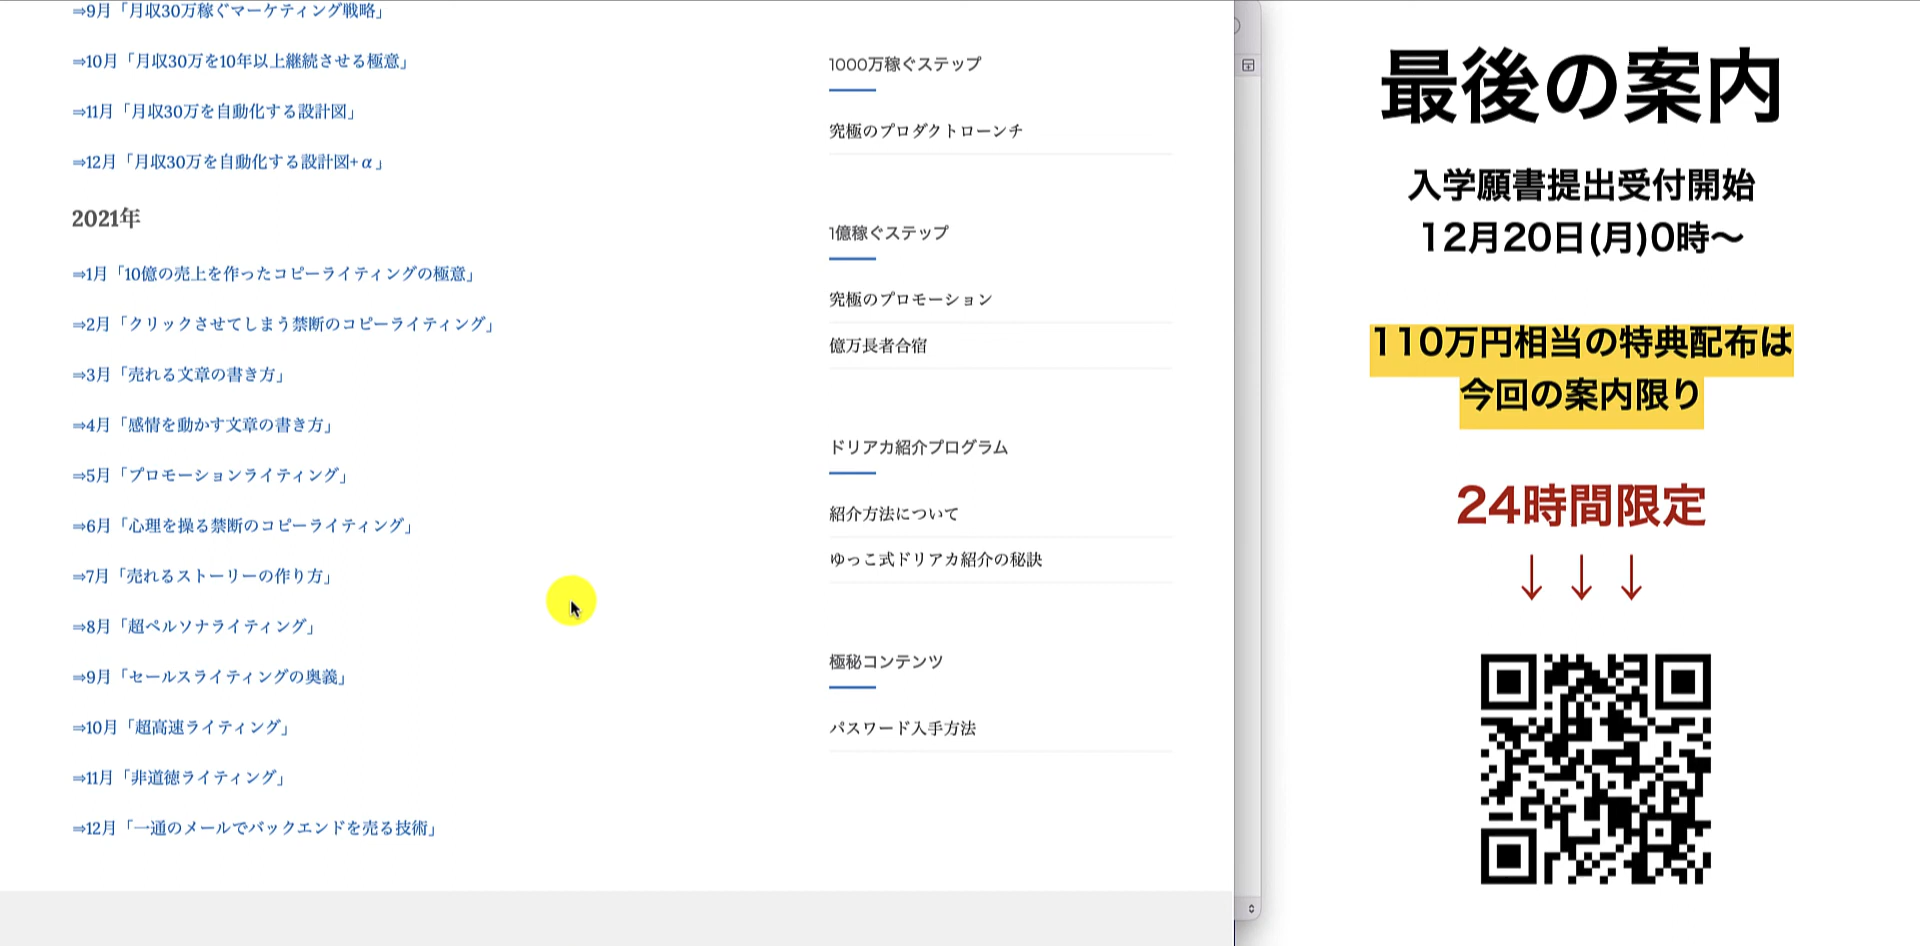 ⇒9月「月収30万稼ぐマーケティング戦略」
⇒10月「月収30万を10年以上継続させる極意」
⇒11月「月収30万を自動化する設計図」
⇒12月「月収30万を自動化する設計図+α」
2021年
⇒1月「10億の売上を作ったコピーライティングの極意」
⇒2月「クリックさせてしまう禁断のコピーライティング」
⇒3月「売れる文章の書き方」
⇒4月「感情を動かす文章の書き方」
⇒5月「プロモーションライティング」
⇒6月「心理を操る禁断のコピーライティング」
⇒7月「売れるストーリーの作り方」
⇒8月「超ペルソナライティング」
⇒9月「セールスライティングの奥義」
⇒10月「超高速ライティング」
⇒11月「非道徳ライティング」
⇒12月「一通のメールでバックエンドを売る技術」
1000万稼ぐステップ
究極のプロダクトローンチ
1億稼ぐステップ
究極のプロモーション
億万長者合宿
ドリアカ紹介プログラム
紹介方法について
ゆっこ式ドリアカ紹介の秘訣
極秘コンテンツ
パスワード入手方法
最後の案内
入学願書提出受付開始
12月20日(月)0時〜
110万円相当の特典配布は
今回の案内限り
24時間限定
↓ ↓ ↓